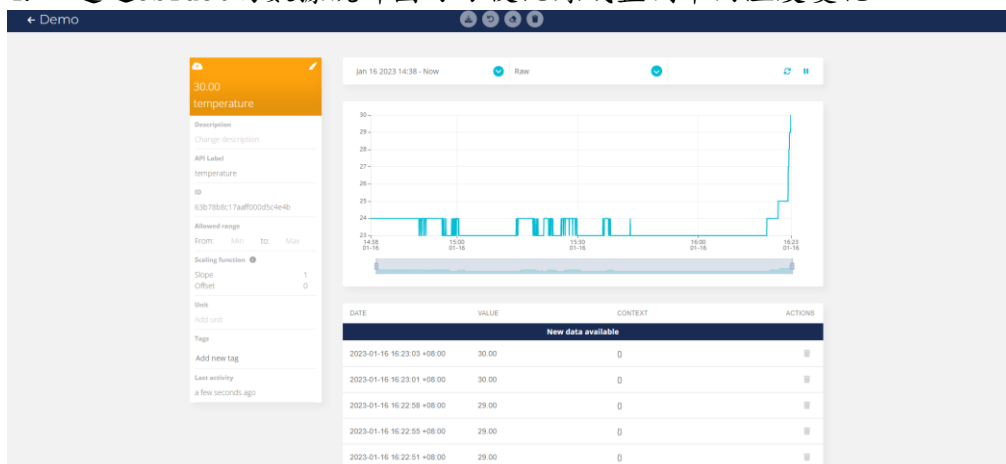 ← Demo
30.00
temperature
Description
Change description
API Label
temperature
ID
63b78b8c17aaff000d5c4e4b
Allowed range
From: Min to: Max
Scaling function
Slope 1
Offset 0
Unit
Add unit
Tags
Add new tag
Last activity
a few seconds ago
Jan 16 2023 14:38 - Now Raw
30
29
28
27
26
25
24
23
14:38 15:00 15:30 16:00 16:23
01-16 01-16 01-16 01-16 01-16
DATE VALUE CONTEXT ACTIONS
New data available
2023-01-16 16:23:03 +08:00 30.00 {}
2023-01-16 16:23:01 +08:00 30.00 {}
2023-01-16 16:22:58 +08:00 29.00 {}
2023-01-16 16:22:55 +08:00 29.00 {}
2023-01-16 16:22:51 +08:00 29.00 {}